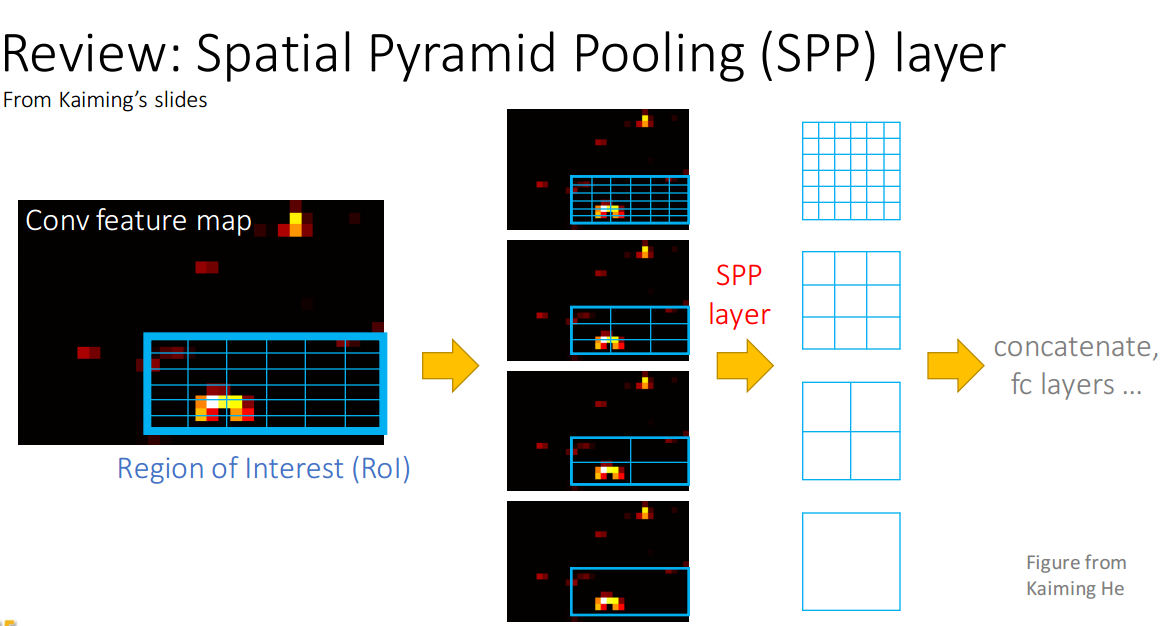 Review: Spatial Pyramid Pooling (SPP) layer
From Kaiming’s slides
Conv feature map
Region of Interest (RoI)
SPP
layer
concatenate,
fc layers ...
Figure from
Kaiming He